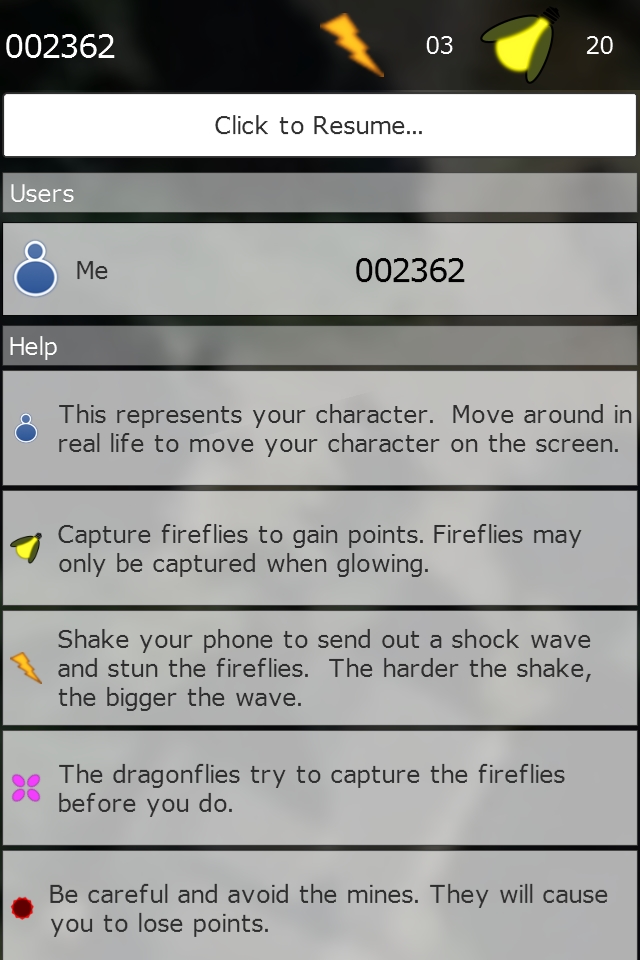 002362 03 20
Click to Resume...
Users
Me 002362
Help
This represents your character.  Move around in
real life to move your character on the screen.
Capture fireflies to gain points. Fireflies may
only be captured when glowing.
Shake your phone to send out a shock wave
and stun the fireflies.  The harder the shake,
the bigger the wave.
The dragonflies try to capture the fireflies
before you do.
Be careful and avoid the mines. They will cause
you to lose points.